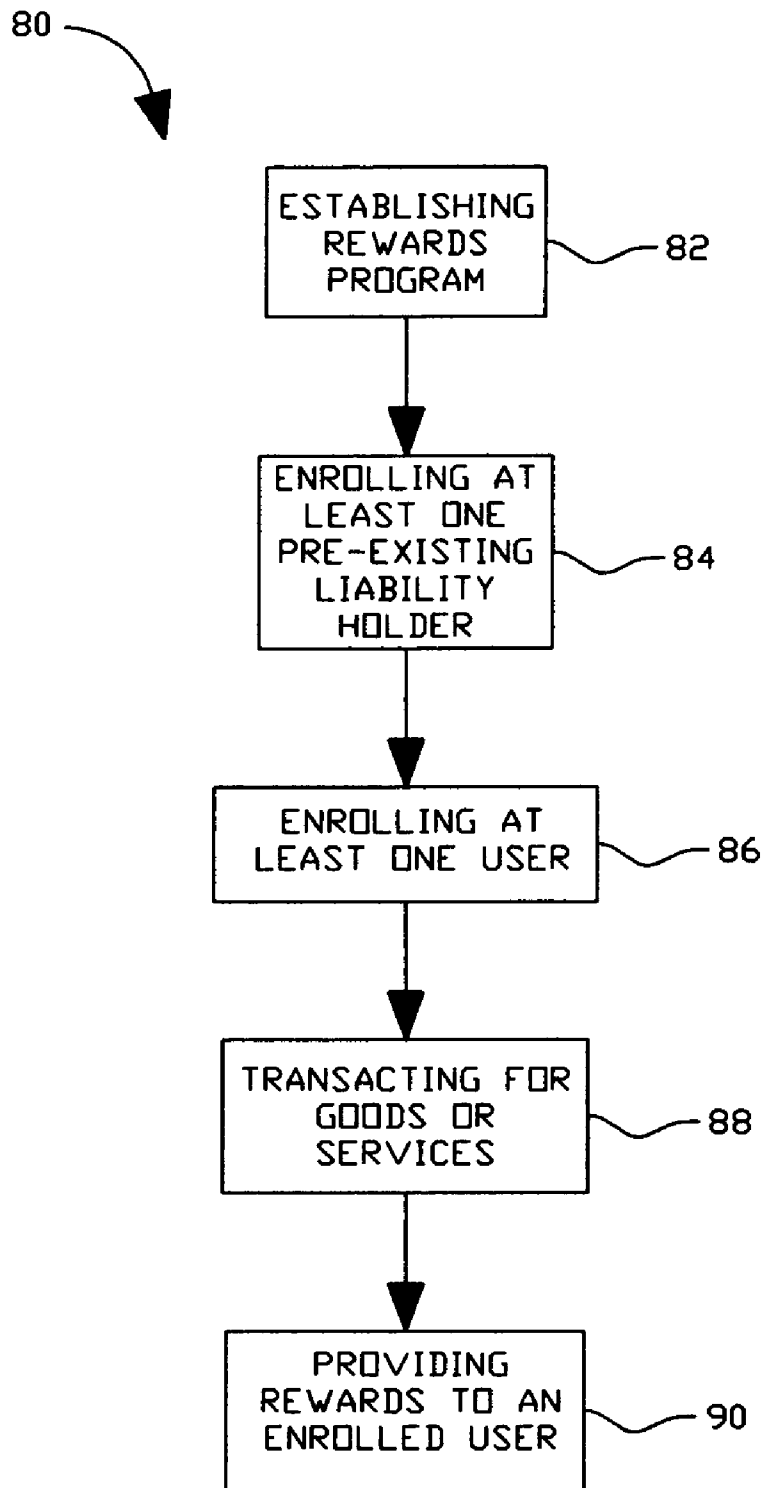 80
ESTABLISHING
REWARDS
PROGRAM
82
ENROLLING AT
LEAST ONE
PRE-EXISTING
LIABILITY
HOLDER
84
ENROLLING AT
LEAST ONE USER
86
TRANSACTING FOR
GOODS OR
SERVICES
88
PROVIDING
REWARDS TO AN
ENROLLED USER
90